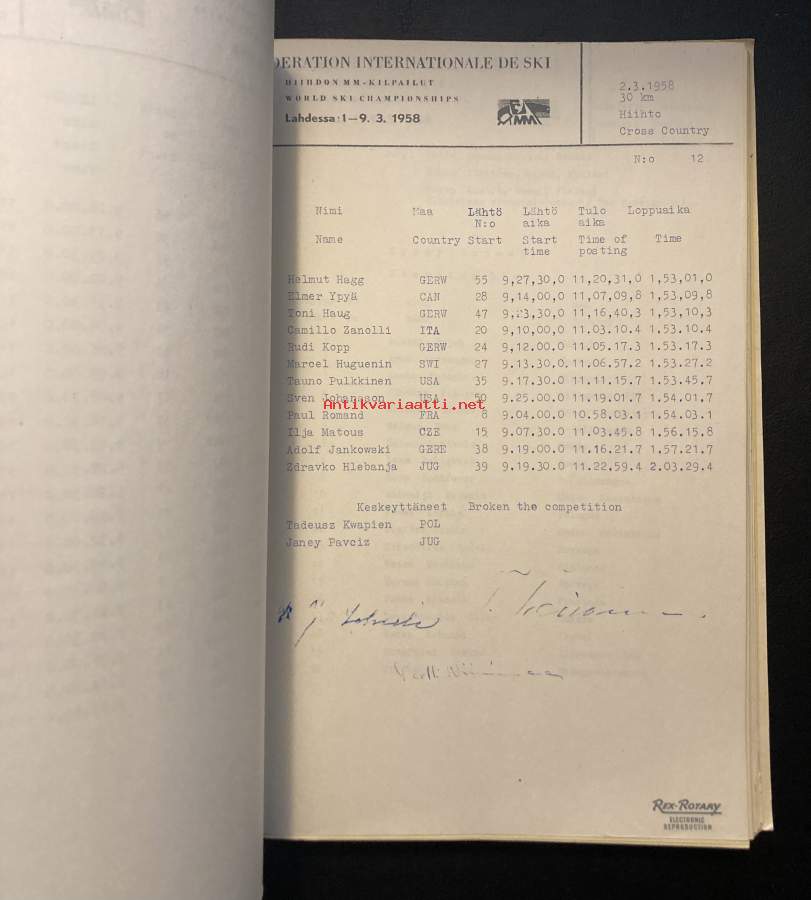 DERATION INTERNATIONALE DE SKI
HIIHDON MM-KILPAILUT
WORLD SKI CHAMPIONSHIPS
Lahdessa 1—9. 3. 1958
MM
2.3.1958
30 km
Hiihto
Cross Country
N:o 12
Nimi Maa Lähtö Lähtö Tulo Loppuaika
N:o aika aika
Name Country Start Start Time of Time
time posting
Helmut Hagg GERW 55 9,27,30,0 11,20,31,0 1,53,01,0
Elmer Ypyä CAN 28 9,14,00,0 11,07,09,8 1,53,09,8
Toni Haug GERW 47 9,23,30,0 11,16,40,3 1,53,10,3
Camillo Zanolli ITA 20 9,10,00,0 11.03.10.4 1,53.10.4
Rudi Kopp GERW 24 9,12.00.0 11.05.17.3 1.53.17.3
Marcel Huguenin SWI 27 9.13.30,0. 11.06.57.2 1.53.27.2
Tauno Pulkkinen USA 35 9.17.30.0 11.11.15.7 1.53.45.7
Sven Johansson USA 50 9.25.00.0 11.19.01.7 1.54.01.7
Antikvariaatti.net
Paul Romand FRA 8 9.04.00,0 10.58.03.1 1.54.03.1
Ilja Matous CZE 15 9.07.30.0 11.03.45.8 1.56.15.8
Adolf Jankowski GERE 38 9.19.00.0 11.16.21.7 1.57.21.7
Zdravko Hlebanja JUG 39 9.19.30.0 11.22.59.4 2.03.29.4
Keskeyttäneet Broken the competition
Tadeusz Kwapien POL
Janey Pavciz JUG
REX-ROTARY
ELECTRONIC
REPRODUCTION